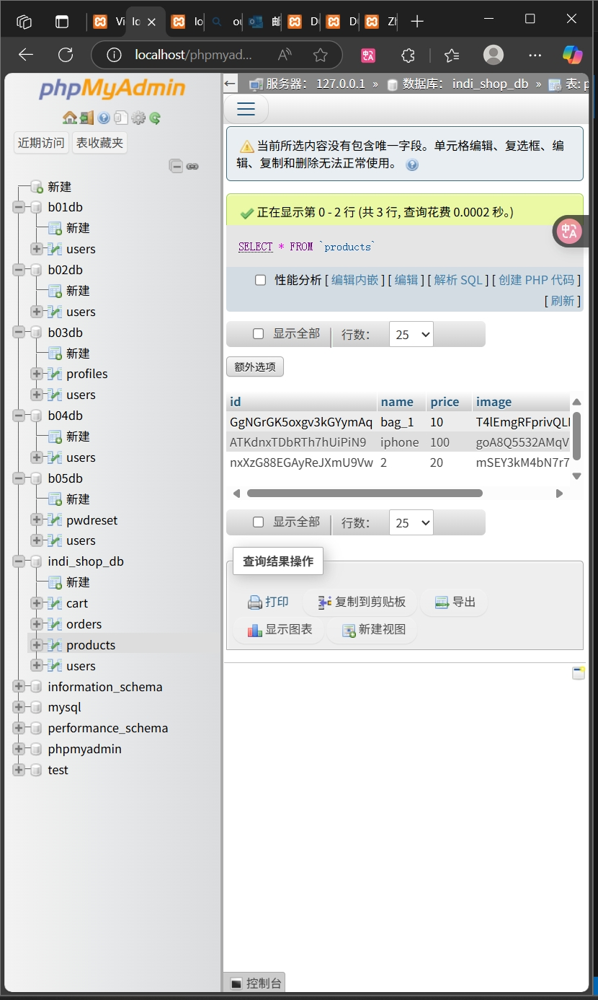 Vi
lc
lo
ou
邮
D
D
Zh
localhost/phpmyad...
phpMyAdmin
近期访问
表收藏夹
新建
b01db
新建
users
b02db
新建
users
b03db
新建
profiles
users
b04db
新建
users
b05db
新建
pwdreset
users
indi_shop_db
新建
cart
orders
products
users
information_schema
mysql
performance_schema
phpmyadmin
test
服务器： 127.0.0.1 » 数据库： indi_shop_db » 表: p
当前所选内容没有包含唯一字段。单元格编辑、复选框、编
辑、复制和删除无法正常使用。
正在显示第 0 - 2 行 (共 3 行, 查询花费 0.0002 秒。)
SELECT * FROM `products`
性能分析 [ 编辑内嵌 ] [ 编辑 ] [ 解析 SQL ] [ 创建 PHP 代码 ]
[ 刷新 ]
显示全部 行数： 25
额外选项
id name price image
GgNGrGK5oxgv3kGYymAq bag_1 10 T4lEmgRFprivQLI
ATKdnxTDbRTh7hUiPiN9 iphone 100 goA8Q5532AMqV
nxXzG88EGAyReJXmU9Vw 2 20 mSEY3kM4bN7r7
显示全部 行数： 25
查询结果操作
打印 复制到剪贴板 导出
显示图表 新建视图
控制台